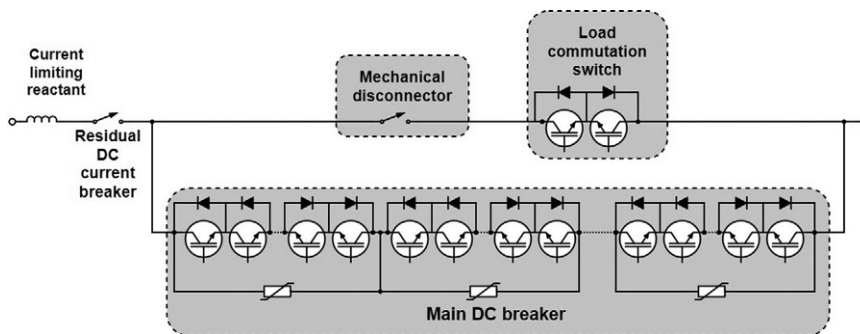 Current
limiting
reactant
Residual
DC
current
breaker
Mechanical
disconnector
Load
commutation
switch
Main DC breaker